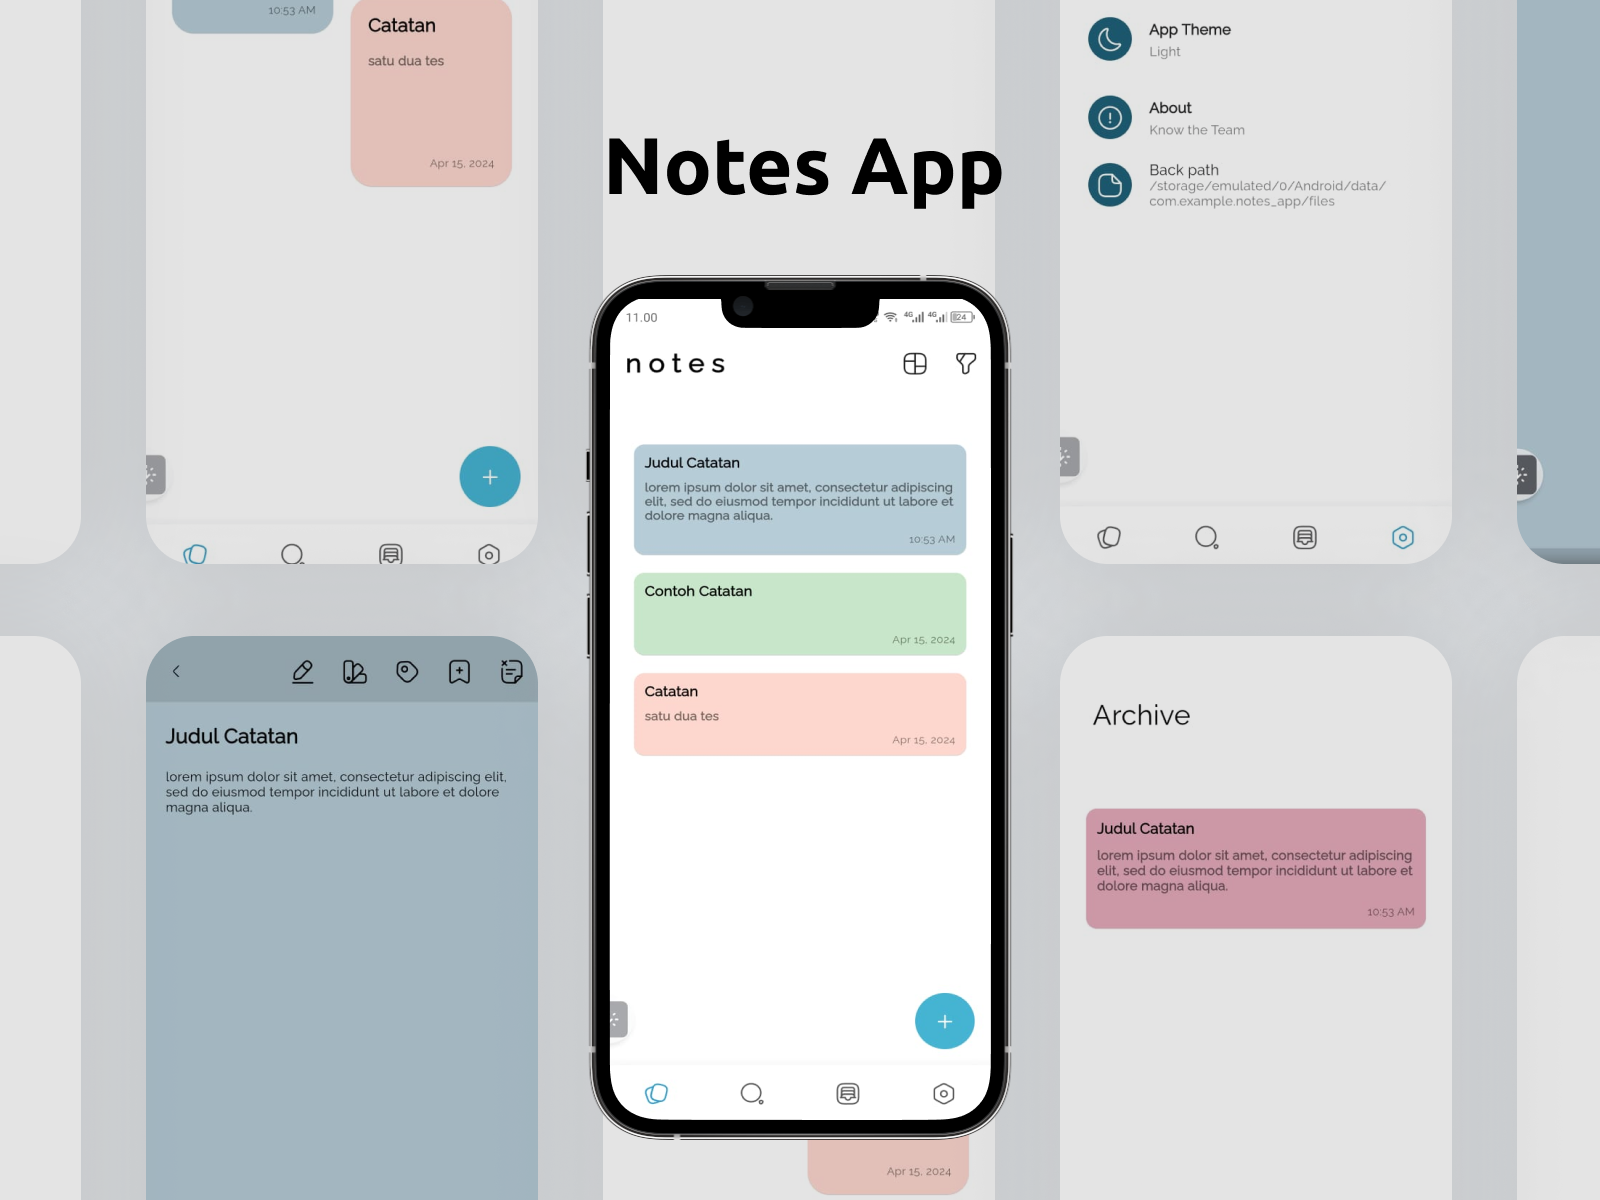 10:53 AM
Catatan
satu dua tes
Apr 15, 2024
Notes App
App Theme
Light
About
Know the Team
Back path
/storage/emulated/0/Android/data/
com.example.notes_app/files
11.00
4G
4G
824
notes
Judul Catatan
lorem ipsum dolor sit amet, consectetur adipiscing
elit, sed do eiusmod tempor incididunt ut labore et
dolore magna aliqua.
10:53 AM
Contoh Catatan
Apr 15, 2024
Catatan
satu dua tes
Apr 15, 2024
Judul Catatan
lorem ipsum dolor sit amet, consectetur adipiscing elit,
sed do eiusmod tempor incididunt ut labore et dolore
magna aliqua.
Archive
Judul Catatan
lorem ipsum dolor sit amet, consectetur adipiscing
elit, sed do eiusmod tempor incididunt ut labore et
dolore magna aliqua.
10:53 AM
Apr 15, 2024